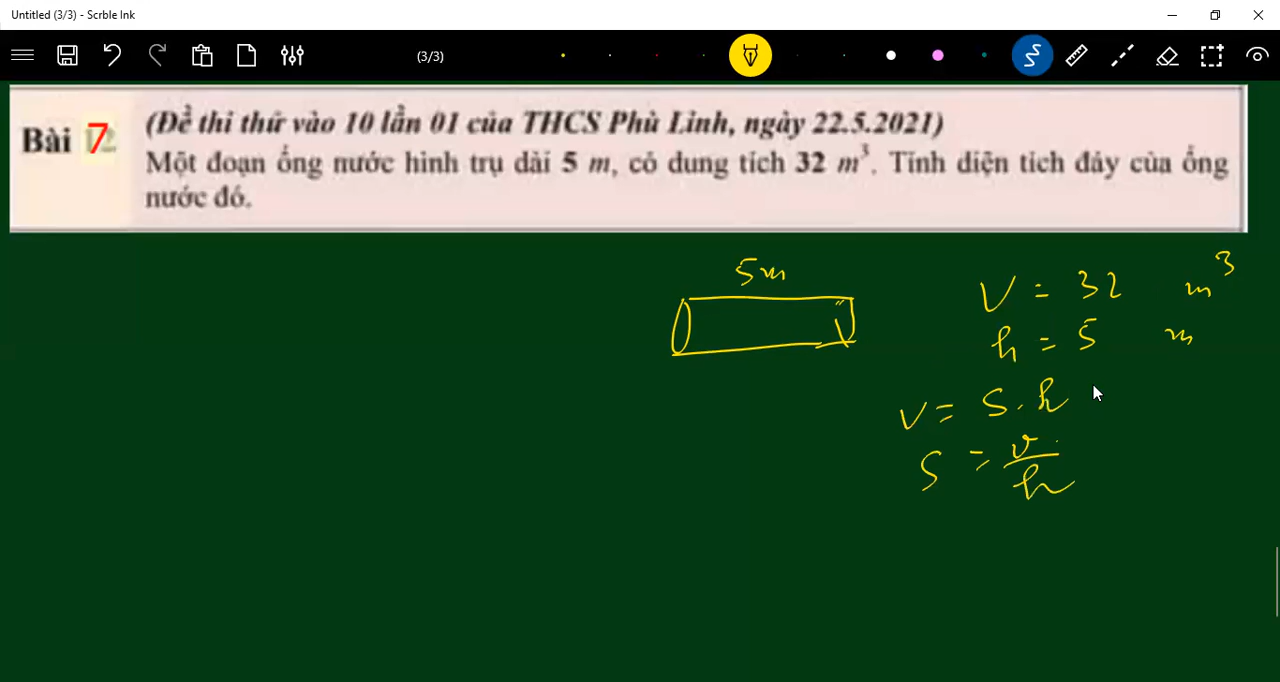 Untitled (3/3) - Scrble Ink
(3/3)
Bài 7
(Đề thi thử vào 10 lần 01 của THCS Phù Linh, ngày 22.5.2021)
Một đoạn ống nước hình trụ dài 5 m, có dung tích 32 m³. Tính diện tích đáy của ống
nước đó.
5m
V = 32 m³
h = 5 m
V = S.h
S = V/h